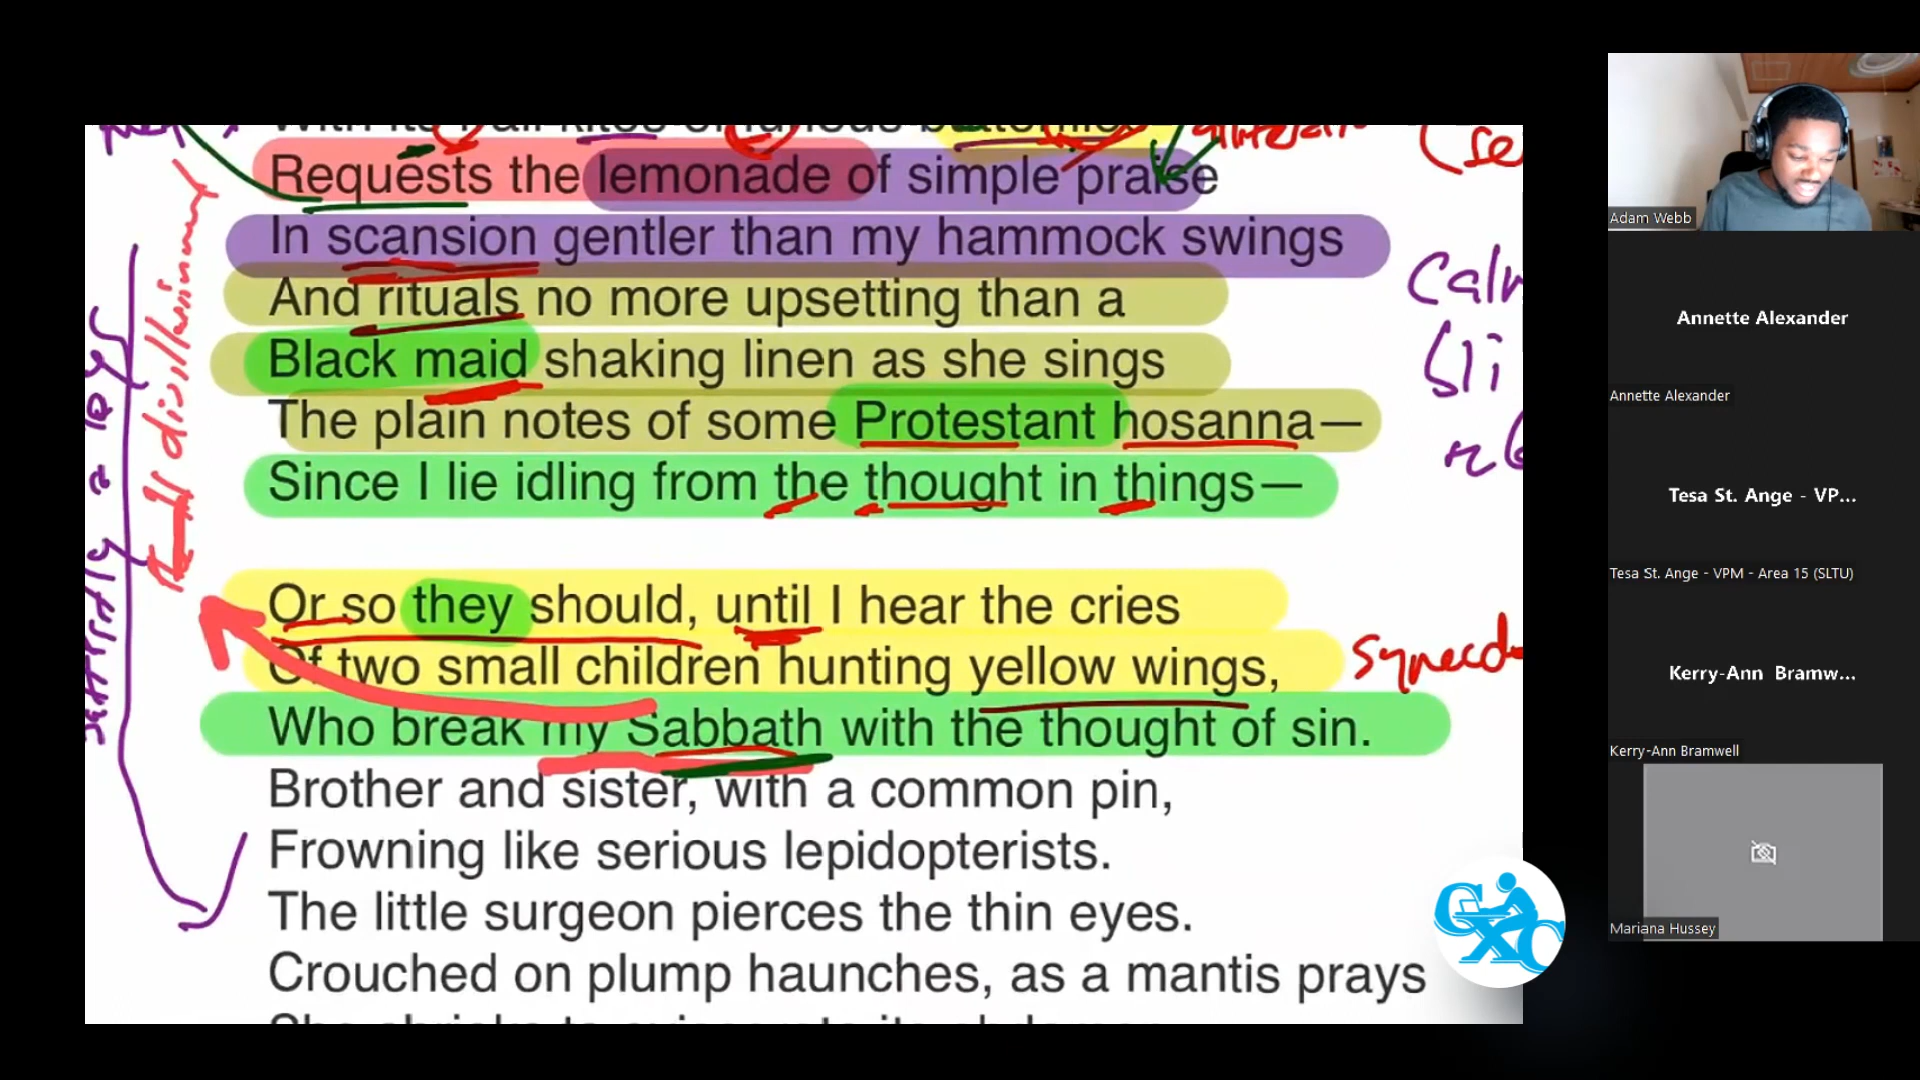 Requests the lemonade of simple praise
In scansion gentler than my hammock swings
And rituals no more upsetting than a
Black maid shaking linen as she sings
The plain notes of some Protestant hosanna—
Since I lie idling from the thought in things—
Or so they should, until I hear the cries
Of two small children hunting yellow wings,
Who break my Sabbath with the thought of sin.
Brother and sister, with a common pin,
Frowning like serious lepidopterists.
The little surgeon pierces the thin eyes.
Crouched on plump haunches, as a mantis prays
CXC
Adam Webb
Annette Alexander
Annette Alexander
Tesa St. Ange - VP...
Tesa St. Ange - VPM - Area 15 (SLTU)
Kerry-Ann Bramw...
Kerry-Ann Bramwell
Mariana Hussey